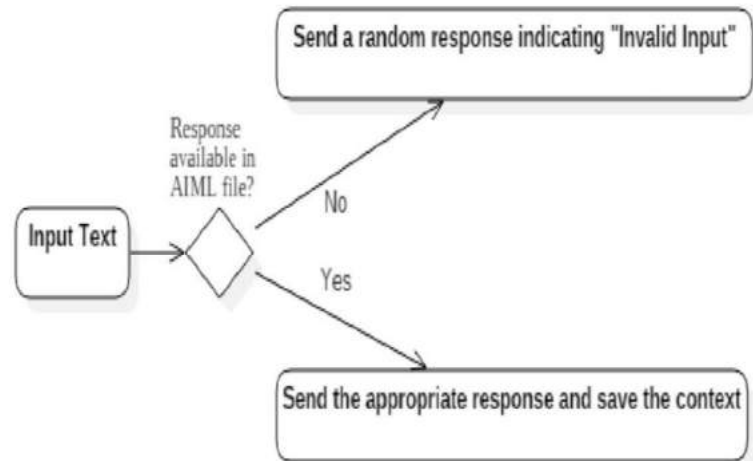 Send a random response indicating "Invalid Input"
Response
available in
AIML file?
No
Input Text
Yes
Send the appropriate response and save the context